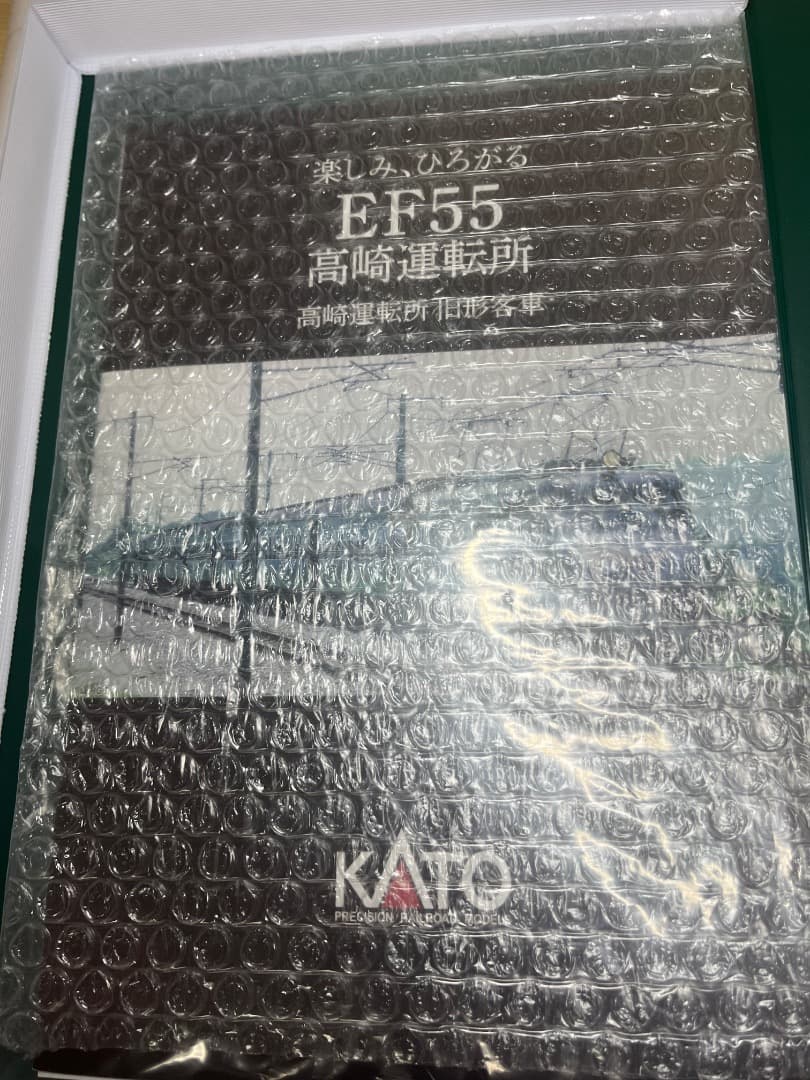 楽しみ、ひろがる
EF55
高崎運転所
高崎運転所 旧形客車
KATO
PRECISION RAILROAD MODELS